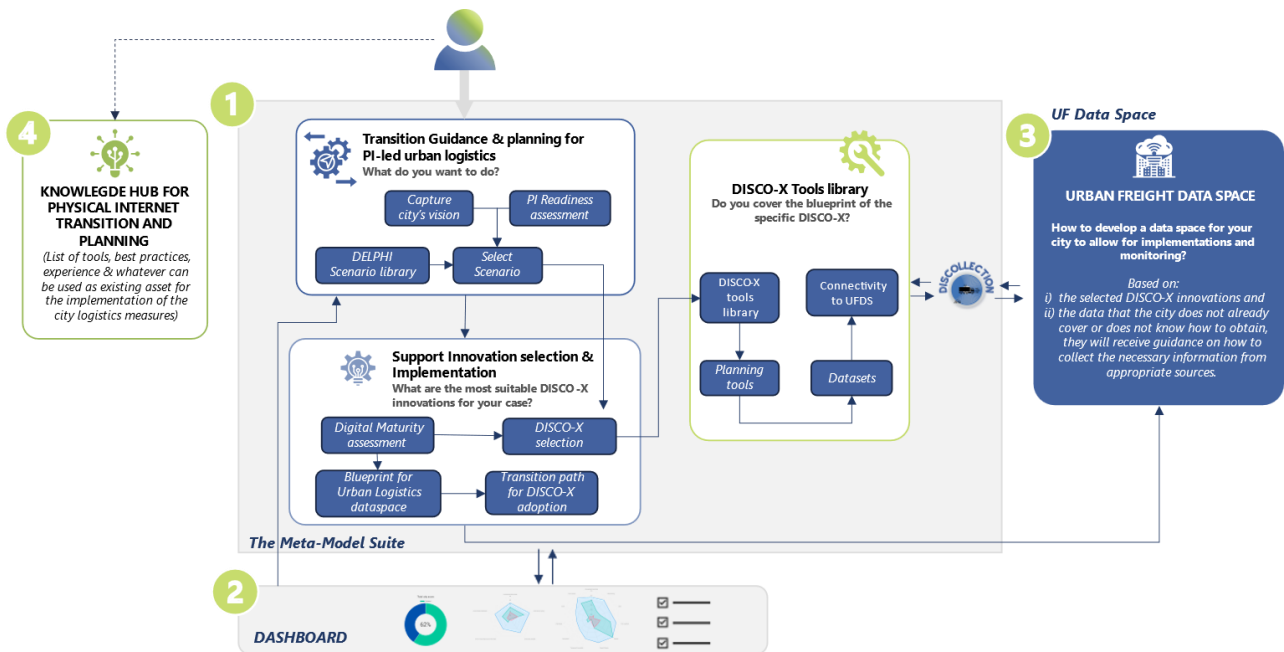 1
UF Data Space
4
3
Transition Guidance & planning for
PI-led urban logistics
What do you want to do?
Capture
city's vision
PI Readiness
assessment
DELPHI
Scenario library
Select
Scenario
KNOWLEGDE HUB FOR
PHYSICAL INTERNET
TRANSITION AND
PLANNING
(List of tools, best practices,
experience & whatever can
be used as existing asset for
the implementation of the
city logistics measures)
DISCO-X Tools library
Do you cover the blueprint of the
specific DISCO-X?
DISCO-X
tools
library
Connectivity
to UFDS
Planning
tools
Datasets
DISCOLLECTION
URBAN FREIGHT DATA SPACE
How to develop a data space for your
city to allow for implementations and
monitoring?
Based on:
i) the selected DISCO-X innovations and
ii) the data that the city does not already
cover or does not know how to obtain,
they will receive guidance on how to
collect the necessary information from
appropriate sources.
Support Innovation selection &
Implementation
What are the most suitable DISCO-X
innovations for your case?
Digital Maturity
assessment
DISCO-X
selection
Blueprint for
Urban Logistics
dataspace
Transition path
for DISCO-X
adoption
The Meta-Model Suite
2
DASHBOARD
62%